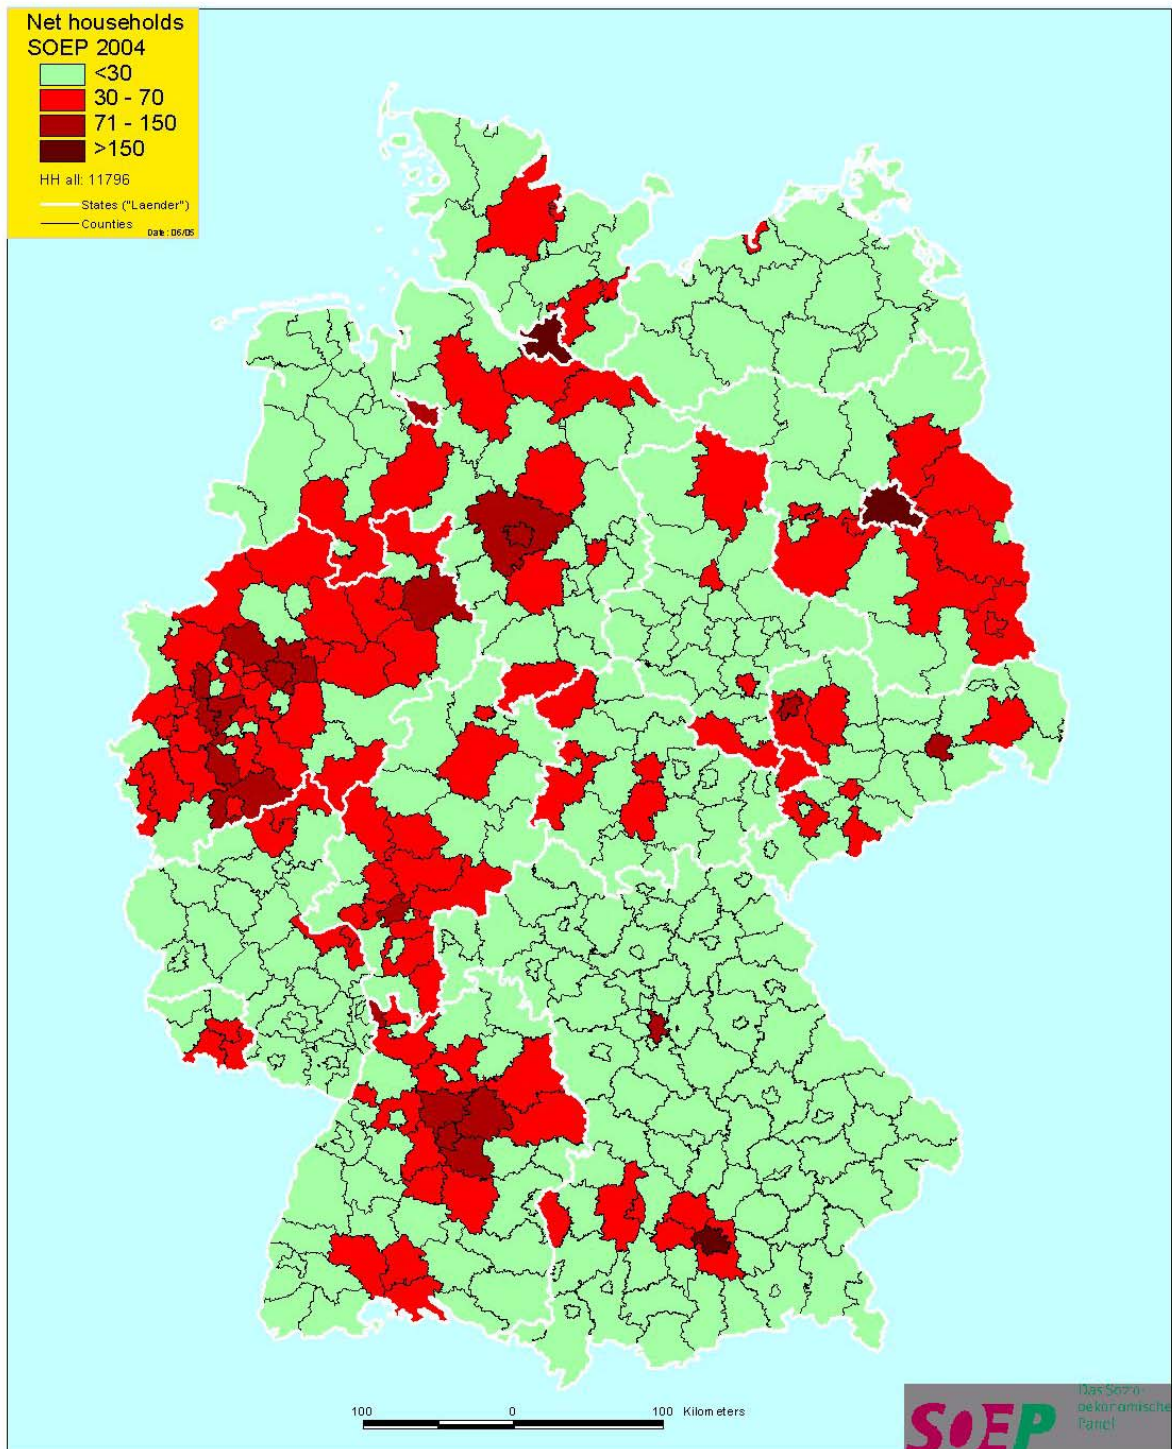 Net households
SOEP 2004
<30
30 - 70
71 - 150
>150
HH all: 11796
States ("Laender")
Counties
Date: 06/05
100 0 100 Kilometers
SOEP
Das Sozio-
oekonomische
Panel